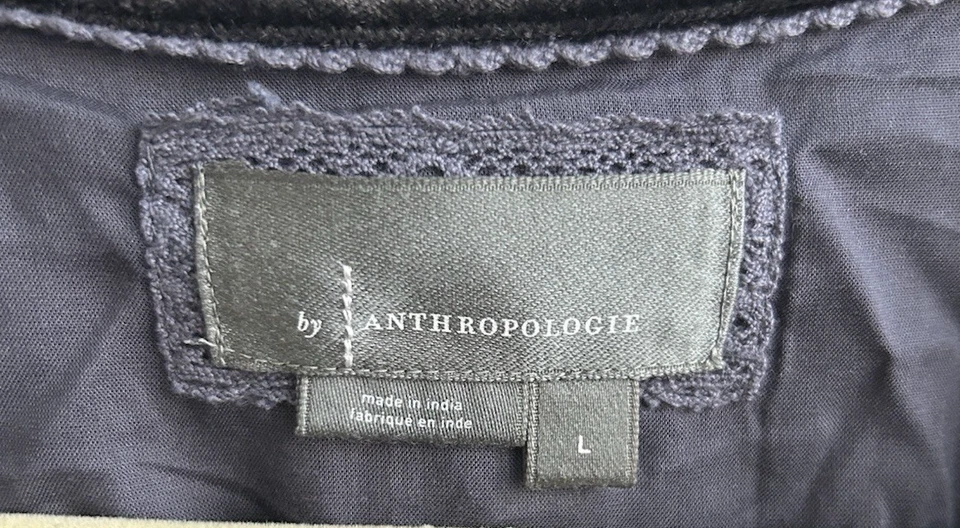 by ANTHROPOLOGIE
made in india
fabriqué en inde
L